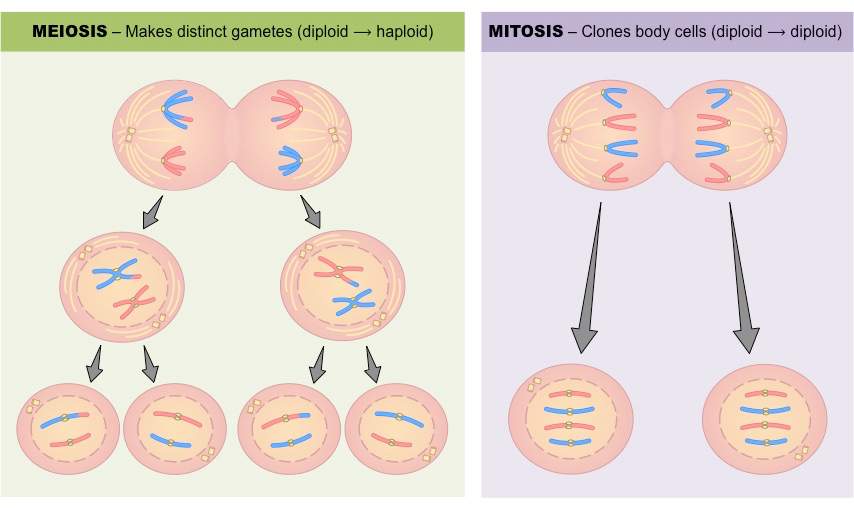 MEIOSIS – Makes distinct gametes (diploid → haploid)
MITOSIS – Clones body cells (diploid → diploid)